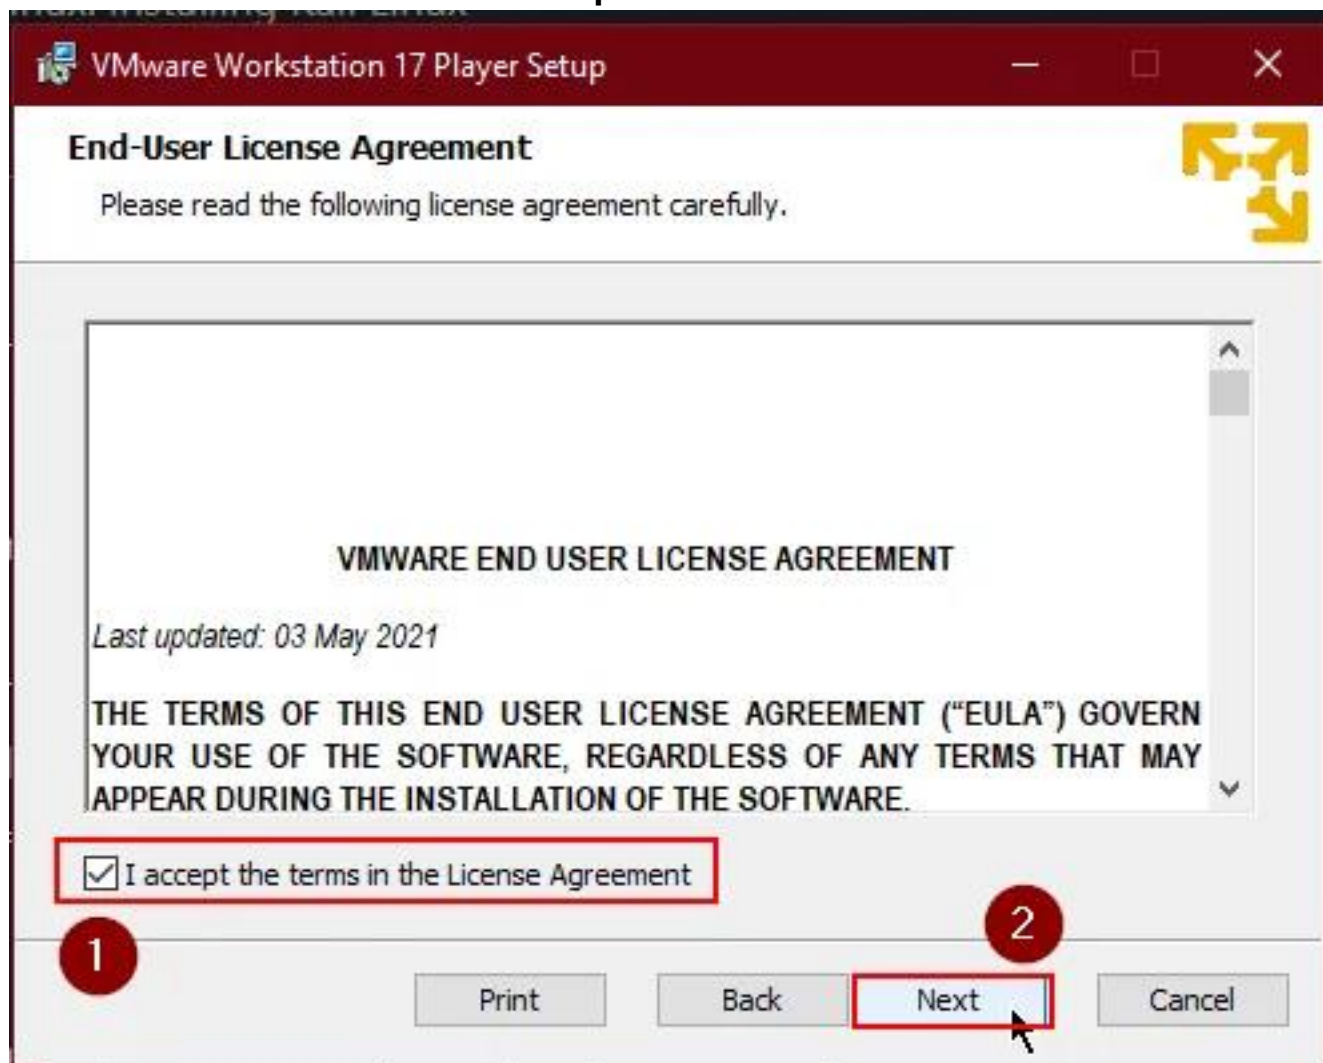 VMware Workstation 17 Player Setup
End-User License Agreement
Please read the following license agreement carefully.
VMWARE END USER LICENSE AGREEMENT
Last updated: 03 May 2021
THE TERMS OF THIS END USER LICENSE AGREEMENT (“EULA”) GOVERN
YOUR USE OF THE SOFTWARE, REGARDLESS OF ANY TERMS THAT MAY
APPEAR DURING THE INSTALLATION OF THE SOFTWARE.
I accept the terms in the License Agreement
1
2
Print Back Next Cancel